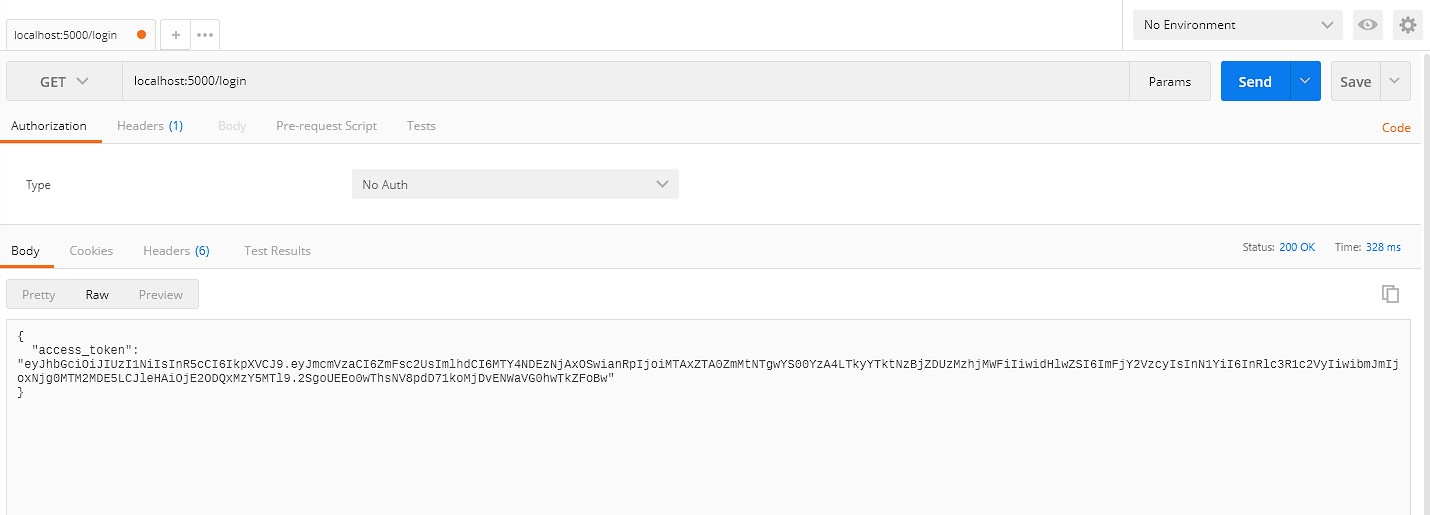 localhost:5000/login
+
•••
No Environment
GET
localhost:5000/login
Params
Send
Save
Authorization
Headers (1)
Body
Pre-request Script
Tests
Code
Type
No Auth
Body
Cookies
Headers (6)
Test Results
Status: 200 OK
Time: 328 ms
Pretty
Raw
Preview
{
"access_token":
"eyJhbGciOiJIUzI1NiIsInR5cCI6IkpXVCJ9.eyJmcmVzaCI6ZmFsc2UsImlhdCI6MTY4NDEzNjAxOSwianRpIjoiMTAxZTA0ZmMtNTgwYS00YzA4LTkyYTktNzBjZDUzMzhjMWFiIiwidHlwZSI6ImFjY2VzcyIsInN1YiI6InRlc3R1c2VyIiwibmJmIj
oxNjg0MTM2MDE5LCJleHAiOjE2ODQxMzY5MTl9.2SgoUEEo0wThsNV8pdD71koMjDvENWaVG0hwTkZFoBw"
}